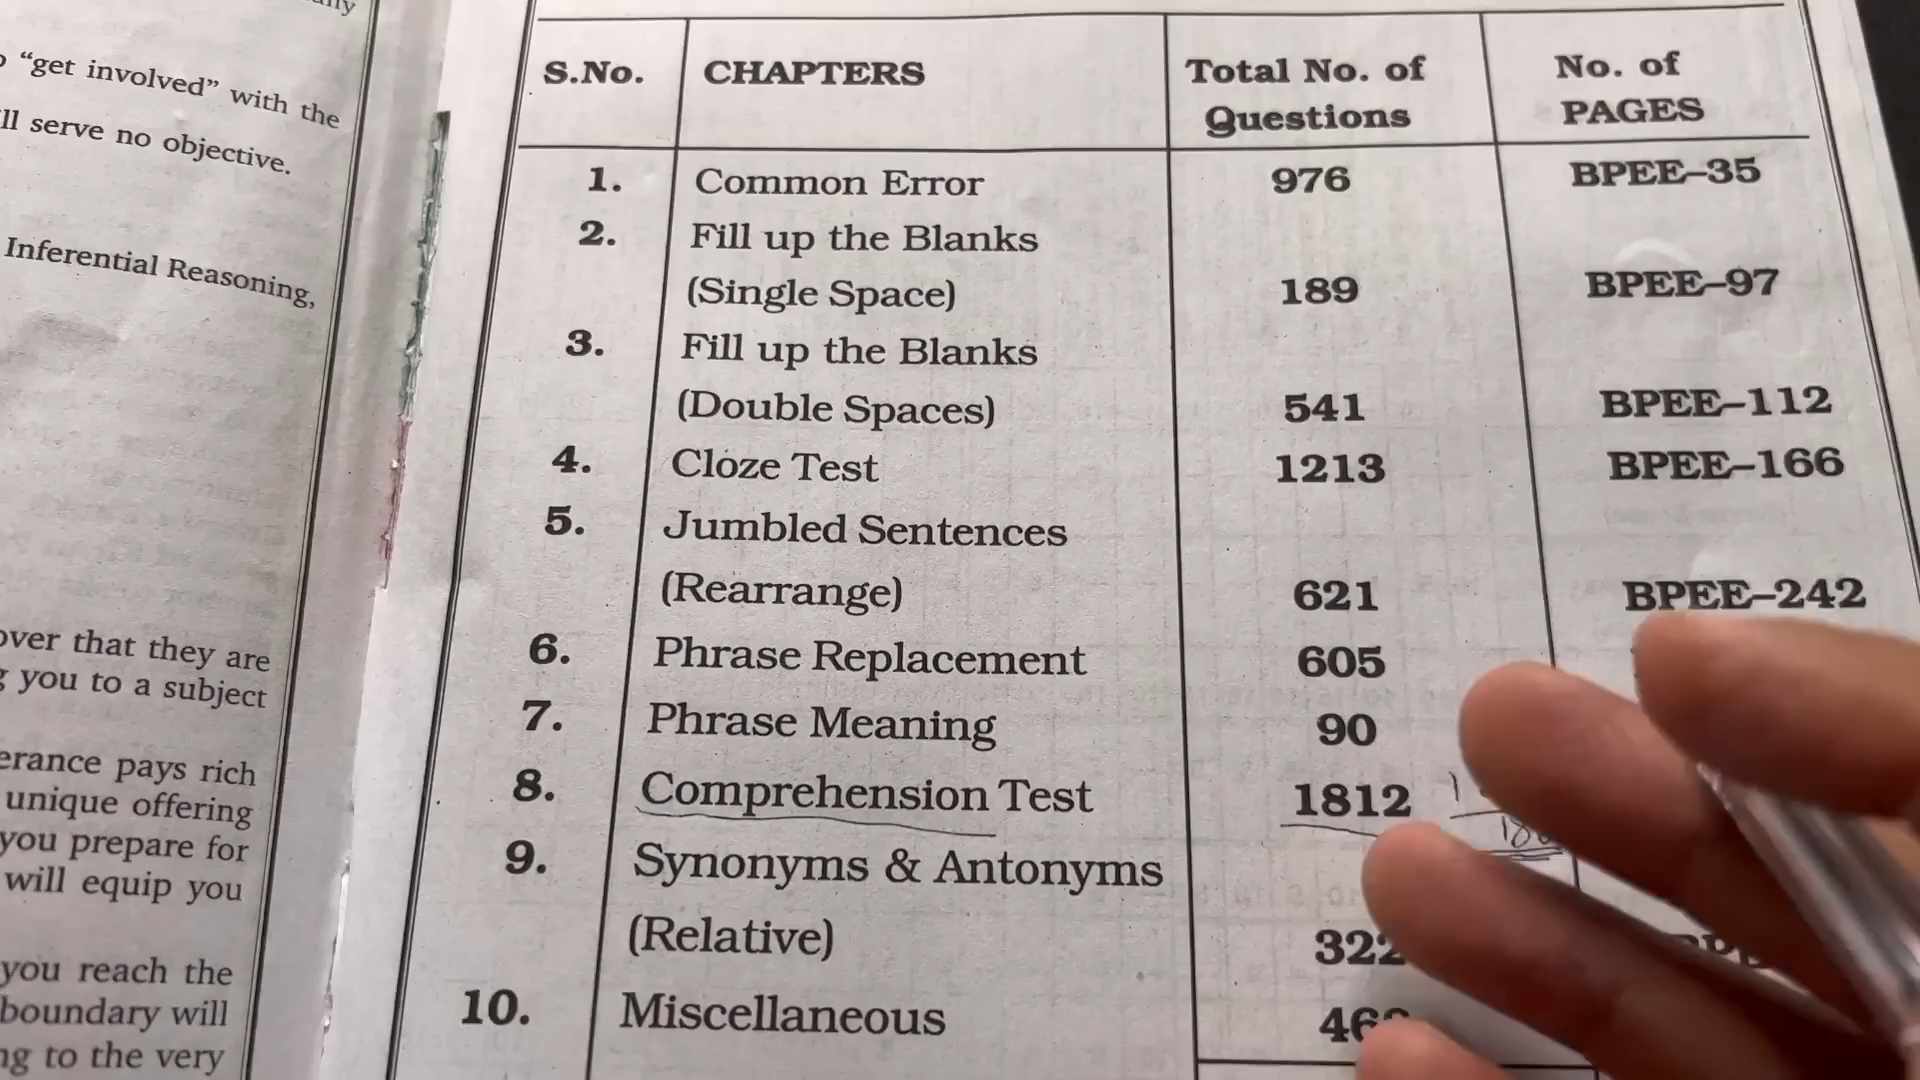 “get involved” with the
ll serve no objective.
Inferential Reasoning,
over that they are
you to a subject
erance pays rich
unique offering
you prepare for
will equip you
you reach the
boundary will
ng to the very
S.No. CHAPTERS Total No. of Questions No. of PAGES
1. Common Error 976 BPEE–35
2. Fill up the Blanks
(Single Space) 189 BPEE–97
3. Fill up the Blanks
(Double Spaces) 541 BPEE–112
4. Cloze Test 1213 BPEE–166
5. Jumbled Sentences
(Rearrange) 621 BPEE–242
6. Phrase Replacement 605
7. Phrase Meaning 90
8. Comprehension Test 1812
9. Synonyms & Antonyms
(Relative) 322
10. Miscellaneous